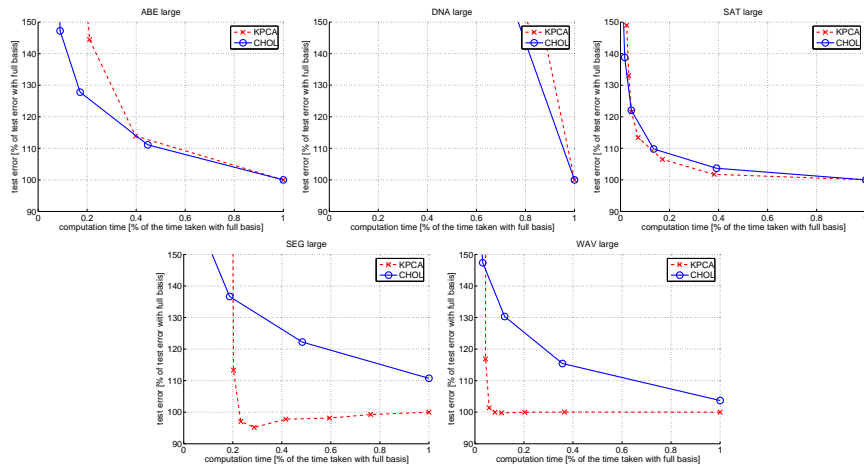 ABE large
150
140
130
120
110
100
90
0
0.2
0.4
0.6
0.8
1
test error [% of test error with full basis]
computation time [% of the time taken with full basis]
KPCA
CHOL
DNA large
150
140
130
120
110
100
90
0
0.2
0.4
0.6
0.8
1
test error [% of test error with full basis]
computation time [% of the time taken with full basis]
KPCA
CHOL
SAT large
150
140
130
120
110
100
90
0
0.2
0.4
0.6
0.8
1
test error [% of test error with full basis]
computation time [% of the time taken with full basis]
KPCA
CHOL
SEG large
150
140
130
120
110
100
90
0
0.2
0.4
0.6
0.8
1
test error [% of test error with full basis]
computation time [% of the time taken with full basis]
KPCA
CHOL
WAV large
150
140
130
120
110
100
90
0
0.2
0.4
0.6
0.8
1
test error [% of test error with full basis]
computation time [% of the time taken with full basis]
KPCA
CHOL